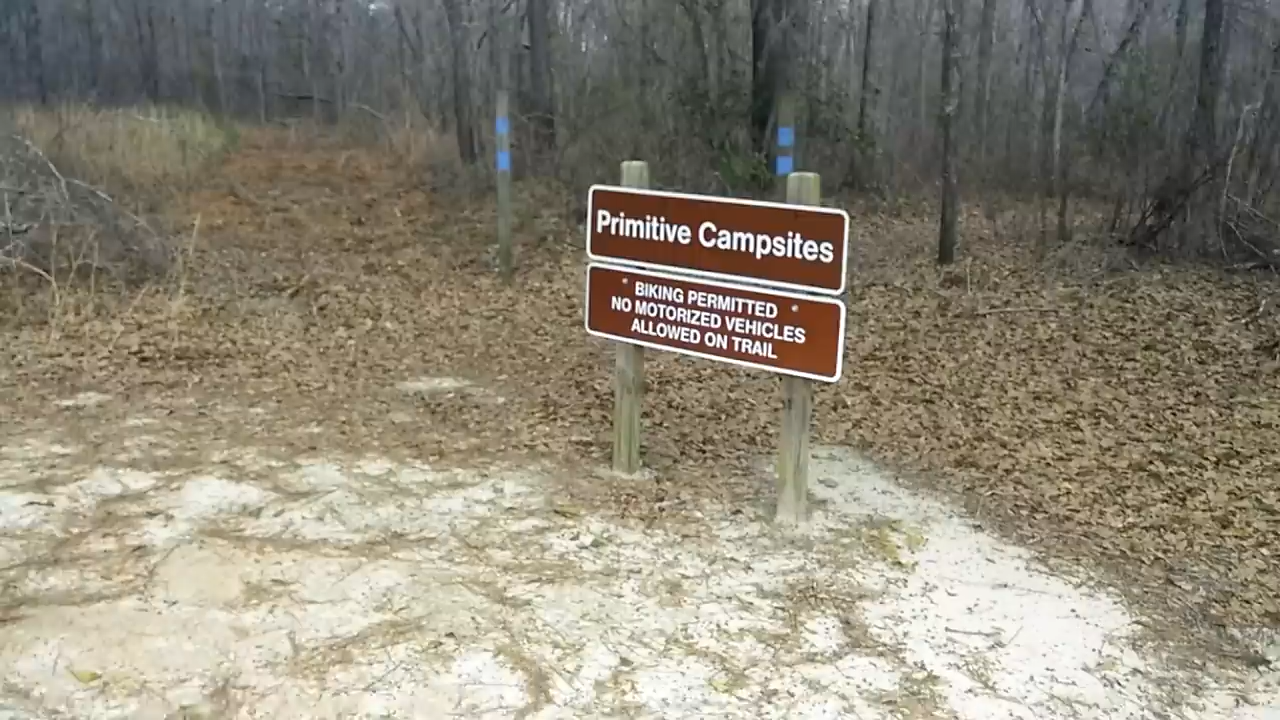 Primitive Campsites
BIKING PERMITTED
NO MOTORIZED VEHICLES
ALLOWED ON TRAIL